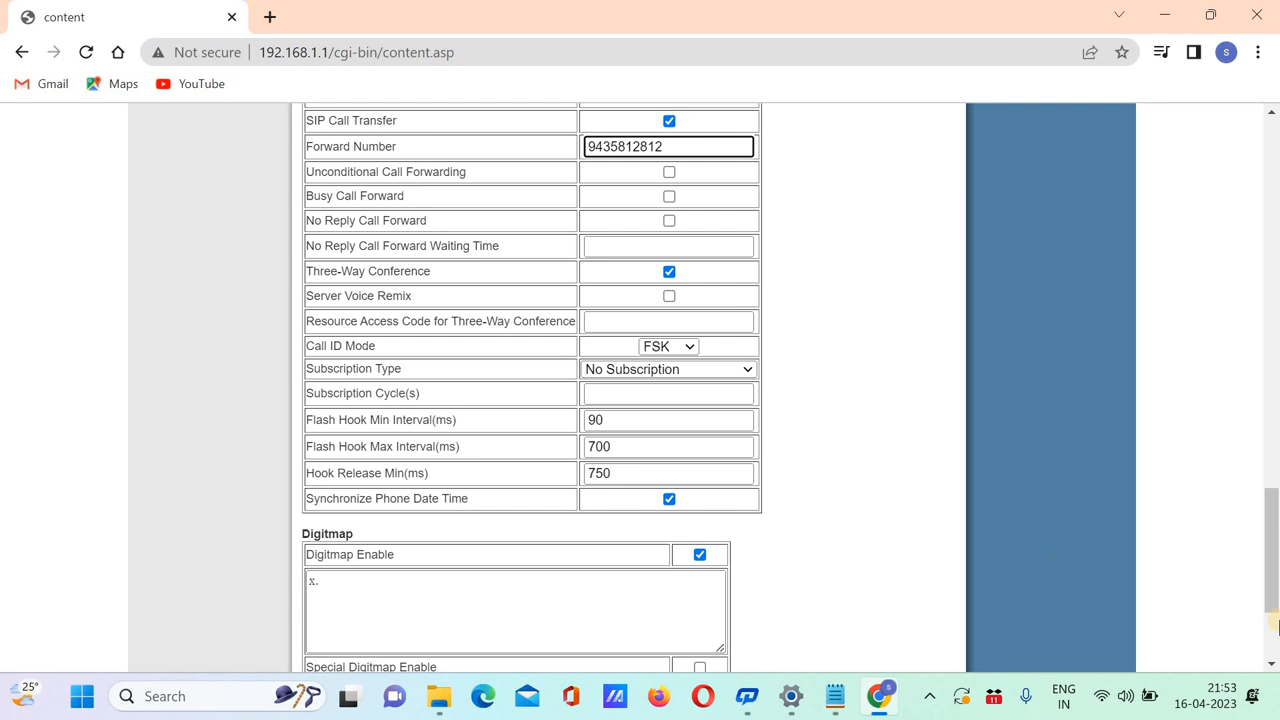 content
Not secure 192.168.1.1/cgi-bin/content.asp
S
Gmail Maps YouTube
SIP Call Transfer
Forward Number 9435812812
Unconditional Call Forwarding
Busy Call Forward
No Reply Call Forward
No Reply Call Forward Waiting Time
Three-Way Conference
Server Voice Remix
Resource Access Code for Three-Way Conference
Call ID Mode FSK
Subscription Type No Subscription
Subscription Cycle(s)
Flash Hook Min Interval(ms) 90
Flash Hook Max Interval(ms) 700
Hook Release Min(ms) 750
Synchronize Phone Date Time
Digitmap
Digitmap Enable
x.
Special Digitmap Enable
25° Search S 11 ENG IN 21:53 16-04-2023